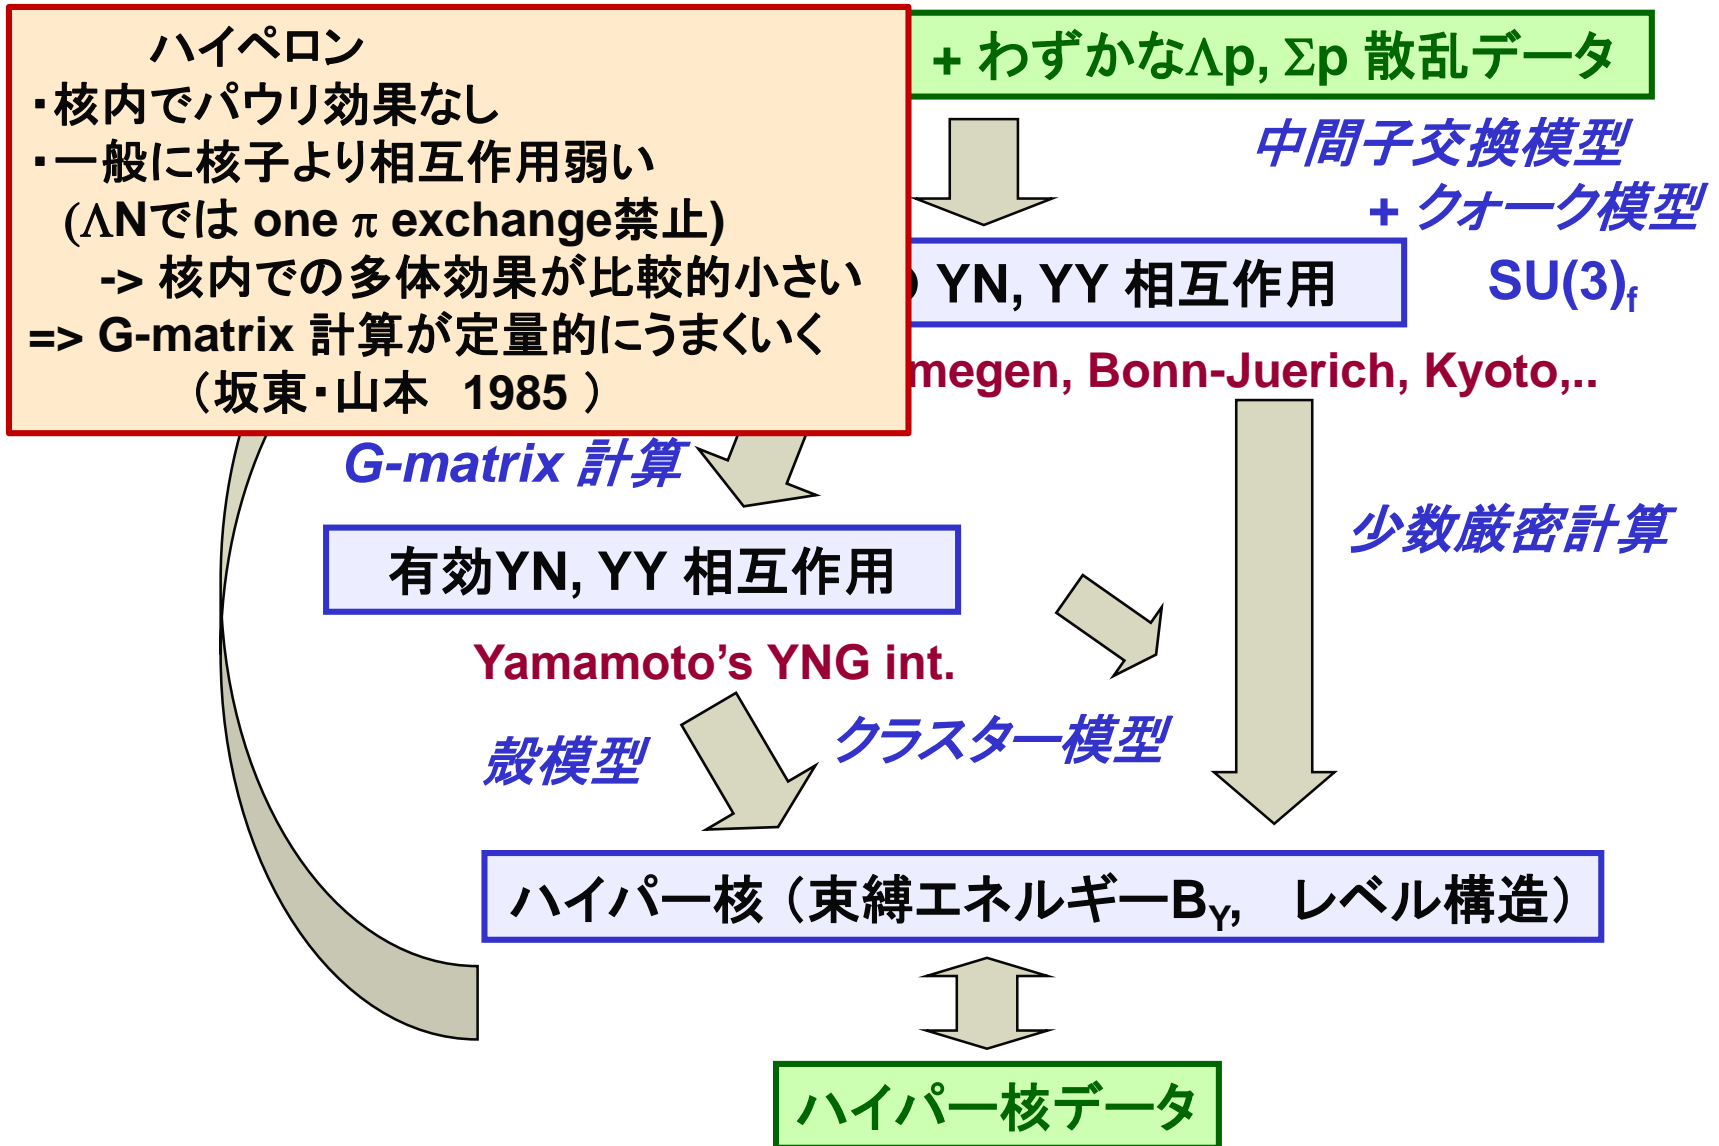 ハイペロン
・核内でパウリ効果なし
・一般に核子より相互作用弱い
(ΛNでは one π exchange禁止)
-> 核内での多体効果が比較的小さい
=> G-matrix 計算が定量的にうまくいく
（坂東・山本　1985 ）
+ わずかなΛp, Σp 散乱データ
中間子交換模型
+ クォーク模型
YN, YY 相互作用
SU(3)f
megen, Bonn-Juerich, Kyoto,..
G-matrix 計算
少数厳密計算
有効YN, YY 相互作用
Yamamoto’s YNG int.
殻模型
クラスター模型
ハイパー核（束縛エネルギーBY,　レベル構造）
ハイパー核データ